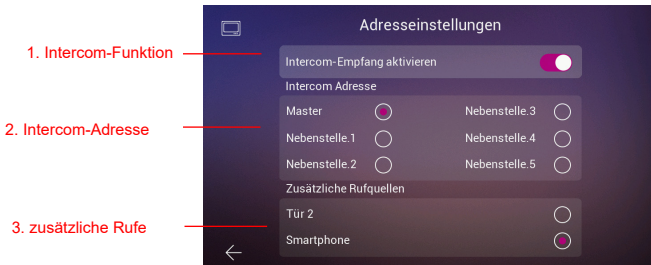 Adresseinstellungen
1. Intercom-Funktion
Intercom-Empfang aktivieren
Intercom Adresse
Master Nebenstelle.3
2. Intercom-Adresse
Nebenstelle.1 Nebenstelle.4
Nebenstelle.2 Nebenstelle.5
Zusätzliche Rufquellen
Tür 2
3. zusätzliche Rufe
Smartphone